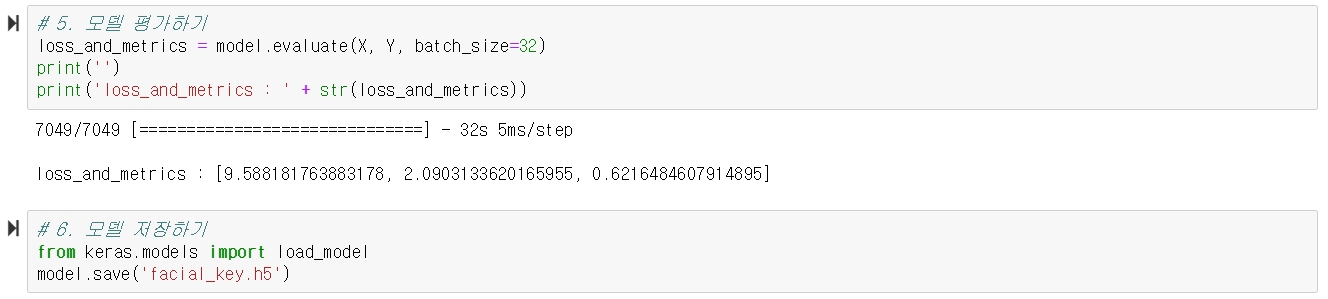 # 5. 모델 평가하기
loss_and_metrics = model.evaluate(X, Y, batch_size=32)
print('')
print('loss_and_metrics : ' + str(loss_and_metrics))
7049/7049 [==============================] - 32s 5ms/step
loss_and_metrics : [9.588181763883178, 2.0903133620165955, 0.6216484607914895]
# 6. 모델 저장하기
from keras.models import load_model
model.save('facial_key.h5')